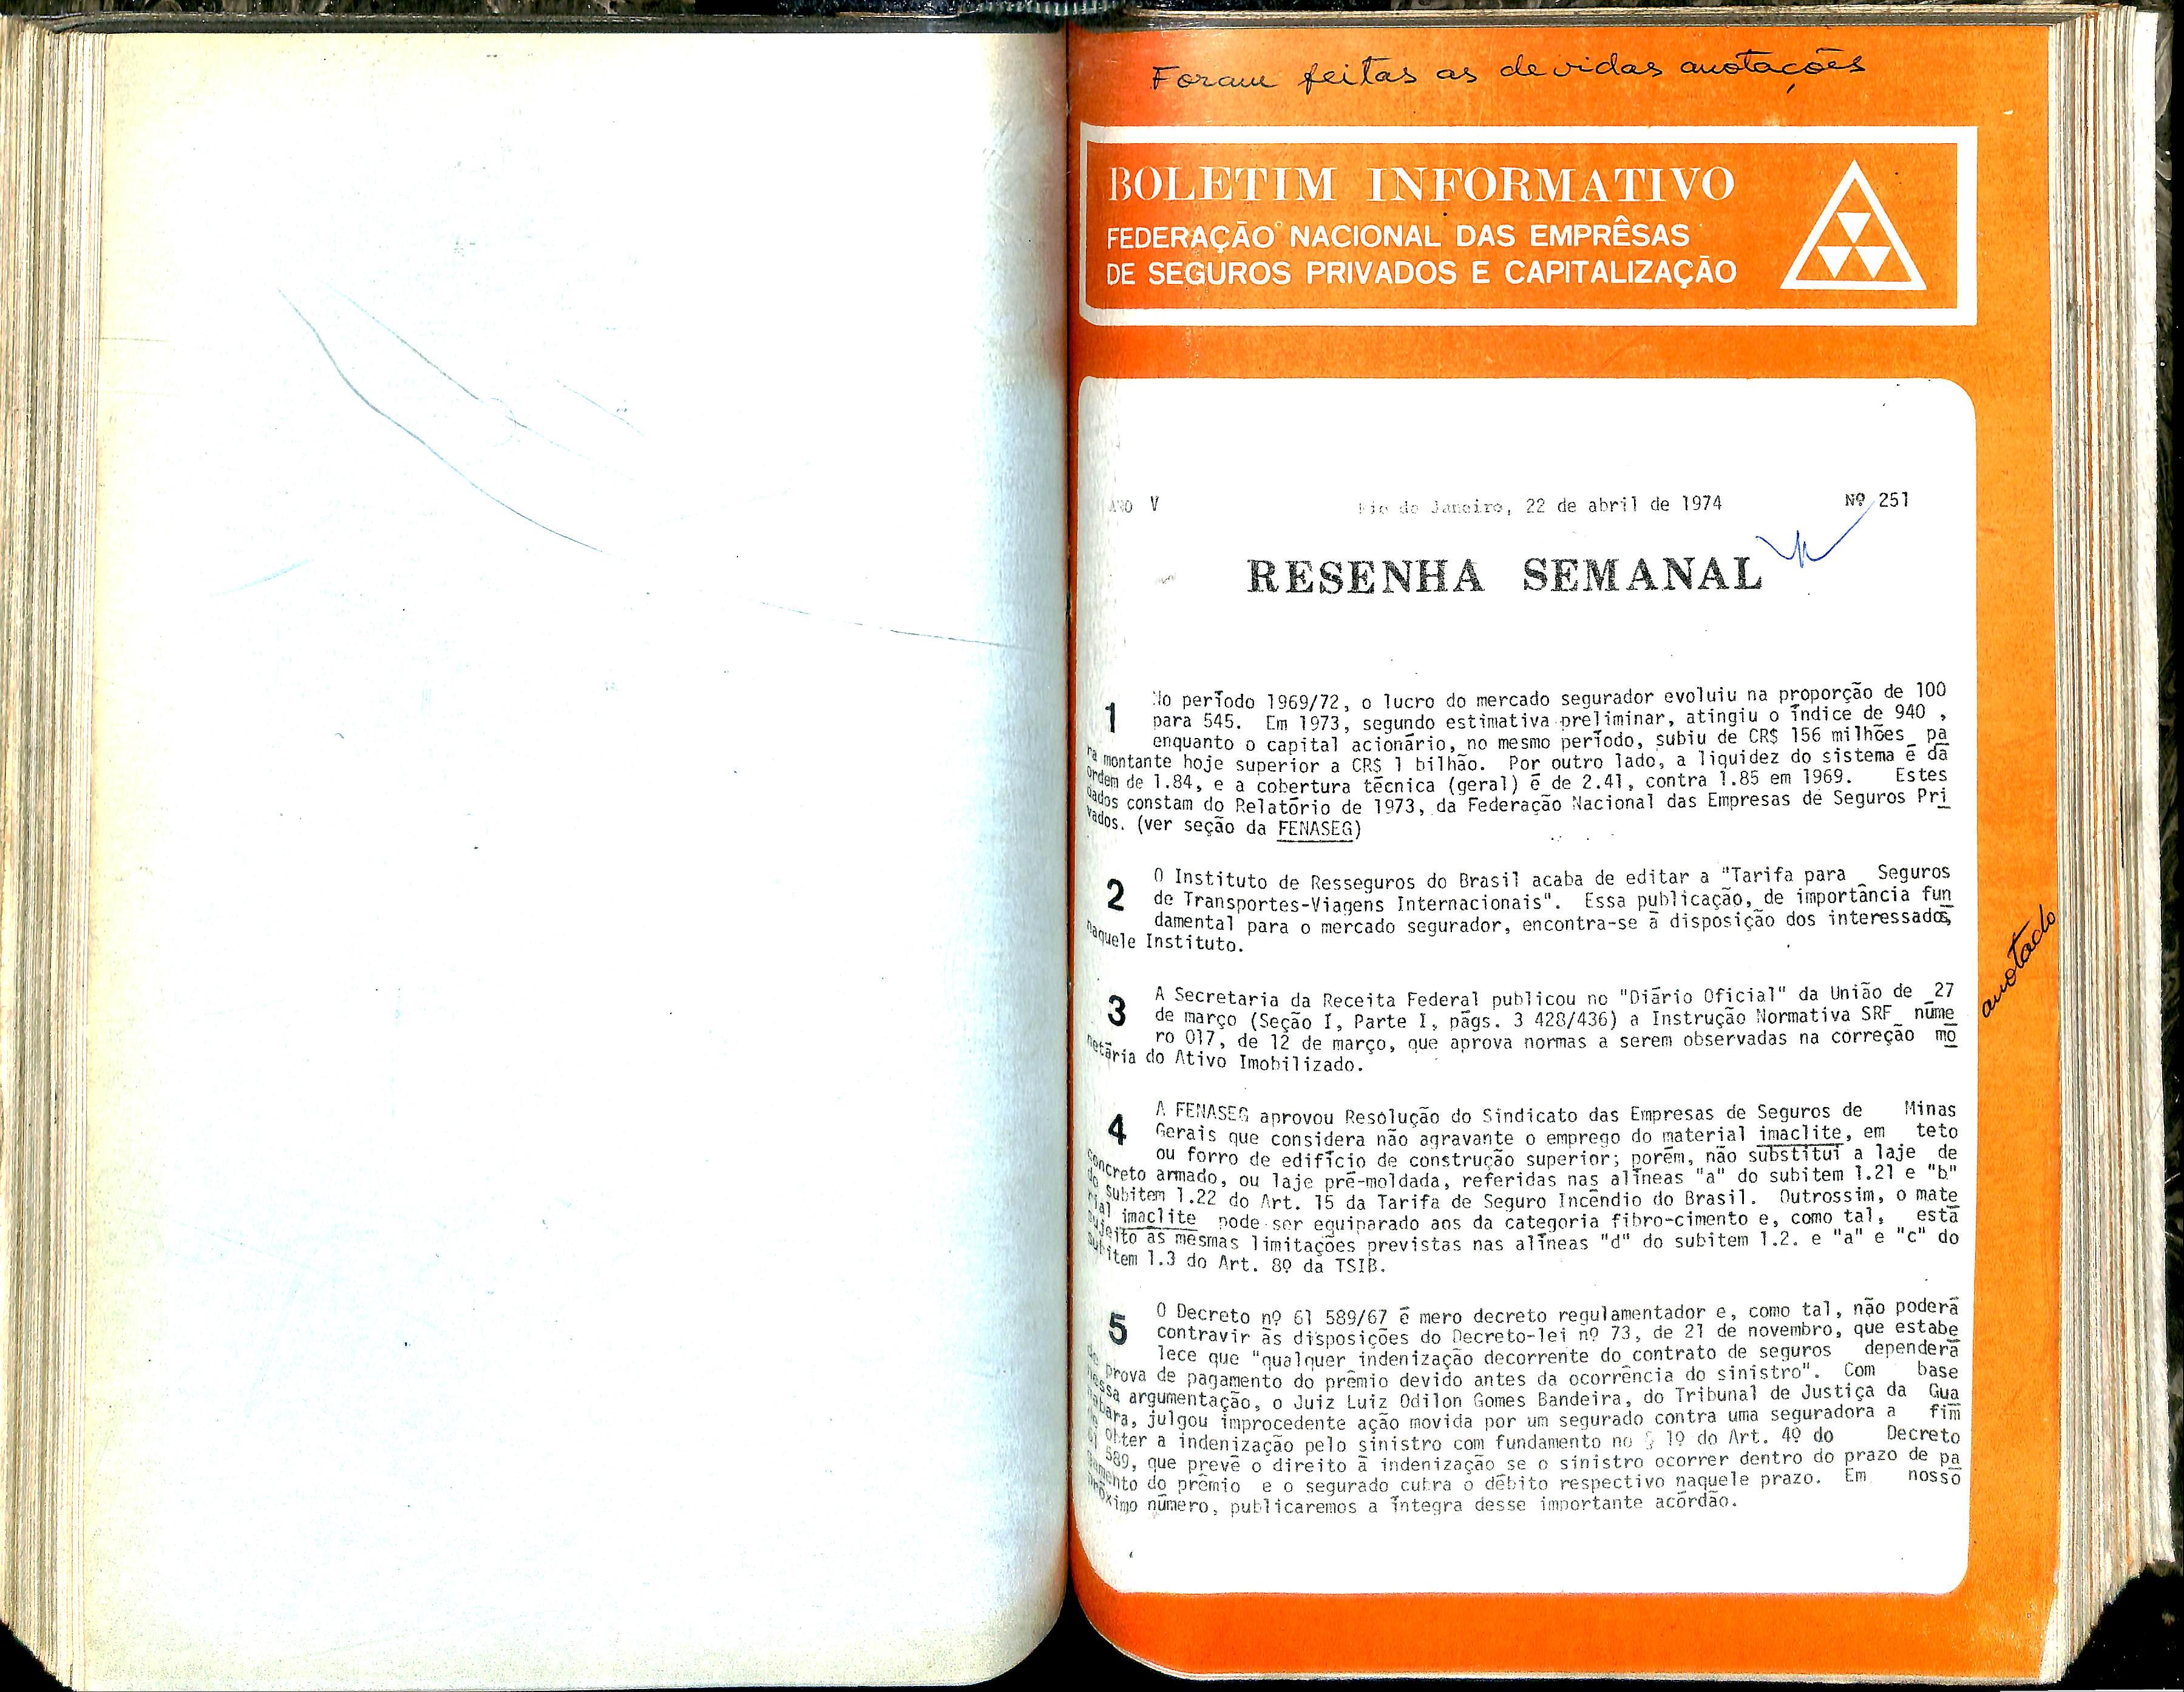 Foram feitas as devidas anotações
BOLETIM INFORMATIVO
FEDERAÇÃO NACIONAL DAS EMPRÊSAS
DE SEGUROS PRIVADOS E CAPITALIZAÇÃO
ANO V Rio de Janeiro, 22 de abril de 1974 Nº 251
RESENHA SEMANAL
1 No período 1969/72, o lucro do mercado segurador evoluiu na proporção de 100
para 545. Em 1973, segundo estimativa preliminar, atingiu o índice de 940 ,
enquanto o capital acionário, no mesmo período, subiu de CR$ 156 milhões pa
ra montante hoje superior a CR$ 1 bilhão. Por outro lado, a liquidez do sistema é da
ordem de 1.84, e a cobertura técnica (geral) é de 2.41, contra 1.85 em 1969. Estes
dados constam do Relatório de 1973, da Federação Nacional das Empresas de Seguros Pri
vados. (ver seção da FENASEG)
2 O Instituto de Resseguros do Brasil acaba de editar a "Tarifa para Seguros
de Transportes-Viagens Internacionais". Essa publicação, de importância fun
damental para o mercado segurador, encontra-se à disposição dos interessados,
naquele Instituto.
3 A Secretaria da Receita Federal publicou no "Diário Oficial" da União de 27
de março (Seção I, Parte I, págs. 3 428/436) a Instrução Normativa SRF núme
ro 017, de 12 de março, que aprova normas a serem observadas na correção mo
netária do Ativo Imobilizado.
anotado
4 A FENASEG aprovou Resolução do Sindicato das Empresas de Seguros de Minas
Gerais que considera não agravante o emprego do material imaclite, em teto
ou forro de edifício de construção superior; porém, não substitui a laje de
concreto armado, ou laje pré-moldada, referidas nas alíneas "a" do subitem 1.21 e "b"
do subitem 1.22 do Art. 15 da Tarifa de Seguro Incêndio do Brasil. Outrossim, o mate
rial imaclite pode ser equiparado aos da categoria fibro-cimento e, como tal, está
sujeito as mesmas limitações previstas nas alíneas "d" do subitem 1.2. e "a" e "c" do
subitem 1.3 do Art. 8º da TSIB.
5 O Decreto nº 61 589/67 é mero decreto regulamentador e, como tal, não poderá
contravir às disposições do Decreto-lei nº 73, de 21 de novembro, que estabe
lece que "qualquer indenização decorrente do contrato de seguros dependerá
de prova de pagamento do prêmio devido antes da ocorrência do sinistro". Com base
nessa argumentação, o Juiz Luiz Odilon Gomes Bandeira, do Tribunal de Justiça da Gua
nabara, julgou improcedente ação movida por um segurado contra uma seguradora a fim
de obter a indenização pelo sinistro com fundamento no § 1º do Art. 4º do Decreto
61 589, que prevê o direito à indenização se o sinistro ocorrer dentro do prazo de pa
gamento do prêmio e o segurado cubra o débito respectivo naquele prazo. Em nosso
próximo número, publicaremos a íntegra desse importante acórdão.